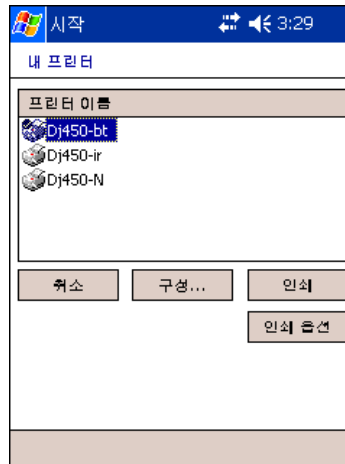 시작 3:29
내 프린터
프린터 이름
Dj450-bt
Dj450-ir
Dj450-N
취소 구성... 인쇄
인쇄 옵션